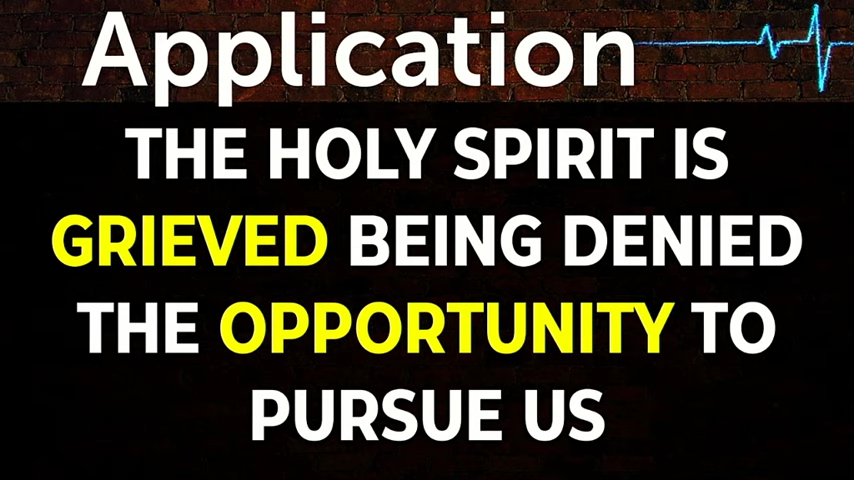 Application
THE HOLY SPIRIT IS
GRIEVED BEING DENIED
THE OPPORTUNITY TO
PURSUE US